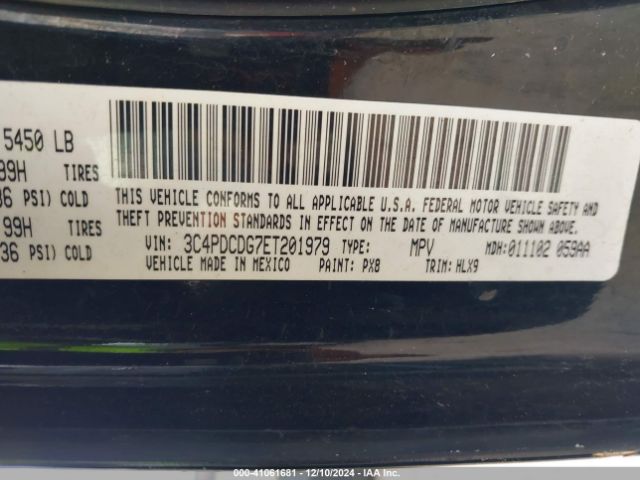 5450 LB
99H TIRES
36 PSI) COLD
99H TIRES
36 PSI) COLD
THIS VEHICLE CONFORMS TO ALL APPLICABLE U.S.A. FEDERAL MOTOR VEHICLE SAFETY AND
THEFT PREVENTION STANDARDS IN EFFECT ON THE DATE OF MANUFACTURE SHOWN ABOVE.
VIN: 3C4PDCDG7ET201979 TYPE: MPV MDH:011102 059AA
VEHICLE MADE IN MEXICO PAINT: PX8 TRIM: HLX9
000-41061681 - 12/10/2024 - IAA Inc.